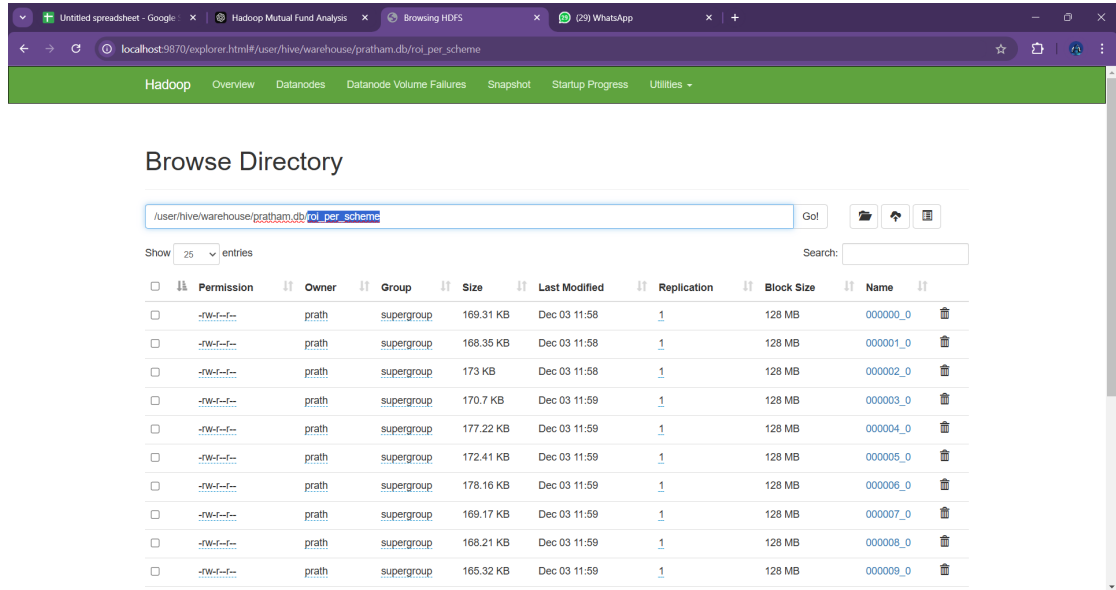 Untitled spreadsheet - Google Hadoop Mutual Fund Analysis Browsing HDFS (29) WhatsApp
localhost:9870/explorer.html#/user/hive/warehouse/pratham.db/roi_per_scheme
Hadoop Overview Datanodes Datanode Volume Failures Snapshot Startup Progress Utilities
Browse Directory
/user/hive/warehouse/pratham.db/roi_per_scheme Go!
Show 25 entries Search:
Permission Owner Group Size Last Modified Replication Block Size Name
-rw-r--r-- prath supergroup 169.31 KB Dec 03 11:58 1 128 MB 000000_0
-rw-r--r-- prath supergroup 168.35 KB Dec 03 11:58 1 128 MB 000001_0
-rw-r--r-- prath supergroup 173 KB Dec 03 11:58 1 128 MB 000002_0
-rw-r--r-- prath supergroup 170.7 KB Dec 03 11:59 1 128 MB 000003_0
-rw-r--r-- prath supergroup 177.22 KB Dec 03 11:59 1 128 MB 000004_0
-rw-r--r-- prath supergroup 172.41 KB Dec 03 11:59 1 128 MB 000005_0
-rw-r--r-- prath supergroup 178.16 KB Dec 03 11:59 1 128 MB 000006_0
-rw-r--r-- prath supergroup 169.17 KB Dec 03 11:59 1 128 MB 000007_0
-rw-r--r-- prath supergroup 168.21 KB Dec 03 11:59 1 128 MB 000008_0
-rw-r--r-- prath supergroup 165.32 KB Dec 03 11:59 1 128 MB 000009_0